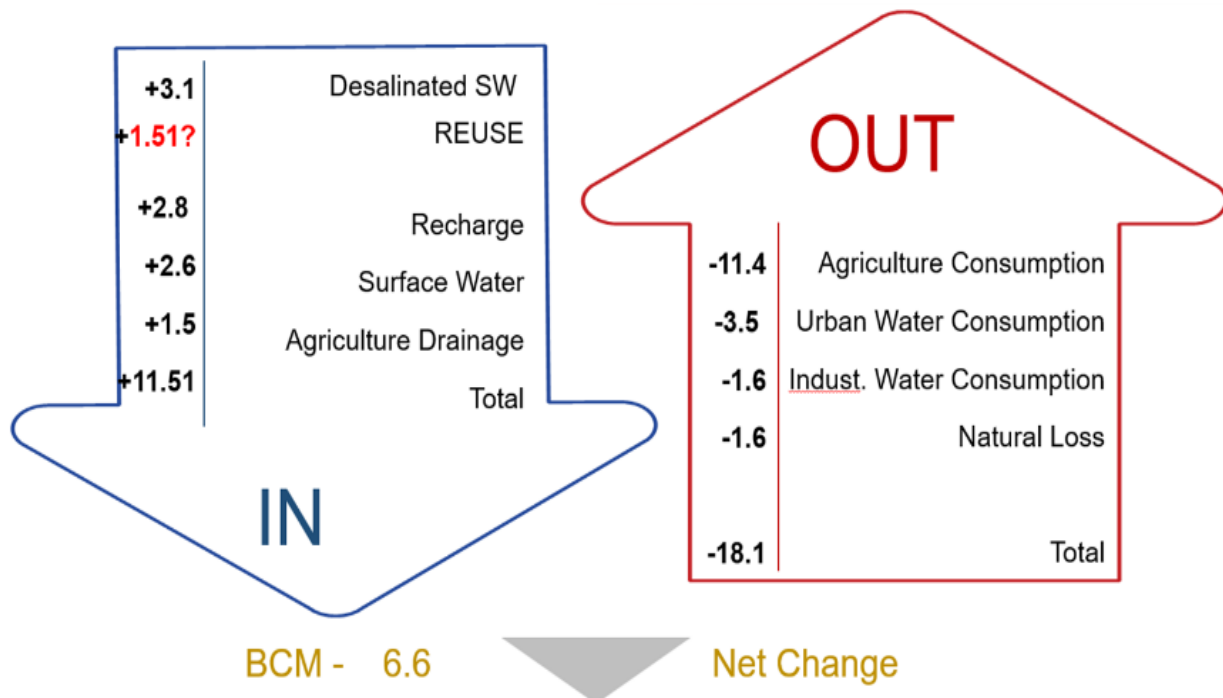 +3.1 Desalinated SW
+1.51? REUSE
+2.8 Recharge
+2.6 Surface Water
+1.5 Agriculture Drainage
+11.51 Total
IN
OUT
-11.4 Agriculture Consumption
-3.5 Urban Water Consumption
-1.6 Indust. Water Consumption
-1.6 Natural Loss
-18.1 Total
BCM - 6.6 Net Change